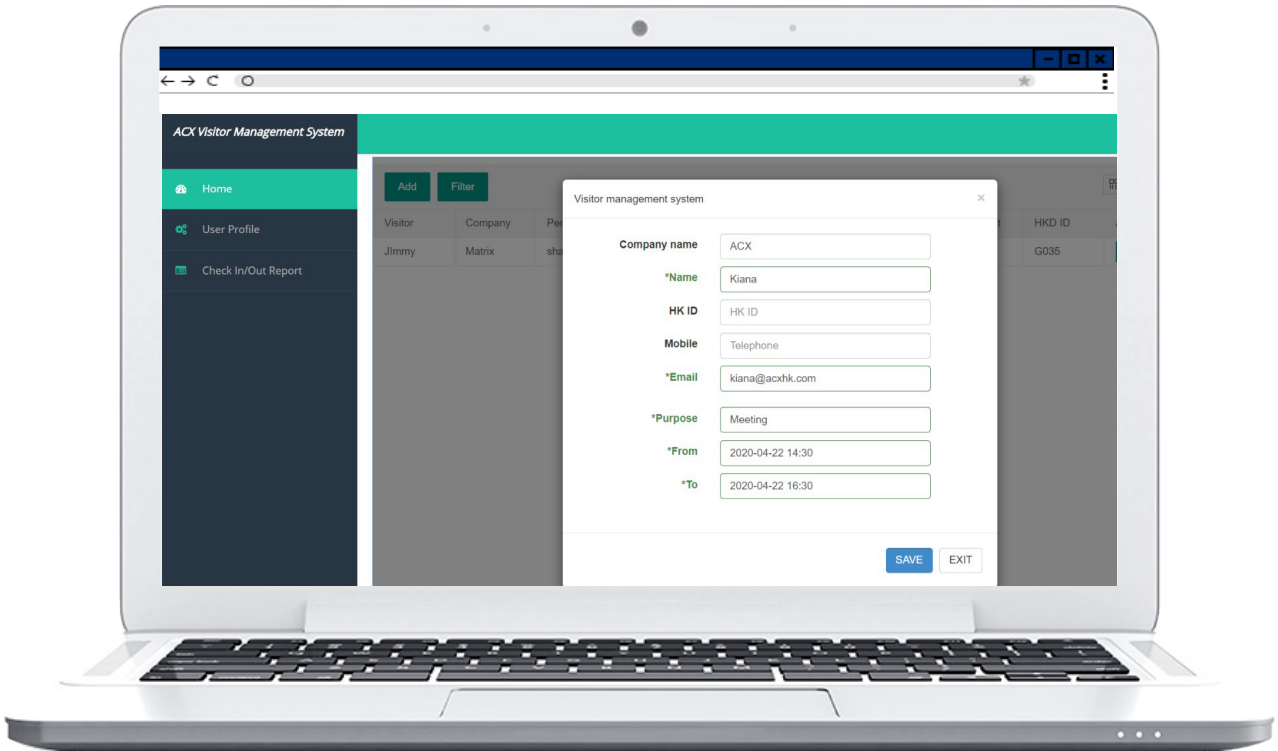 ACX Visitor Management System
Home
User Profile
Check In/Out Report
Add Filter
Visitor Company HKD ID
JImmy Matrix G035
Visitor management system ×
Company name ACX
*Name Kiana
HK ID HK ID
Mobile Telephone
*Email kiana@acxhk.com
*Purpose Meeting
*From 2020-04-22 14:30
*To 2020-04-22 16:30
SAVE EXIT